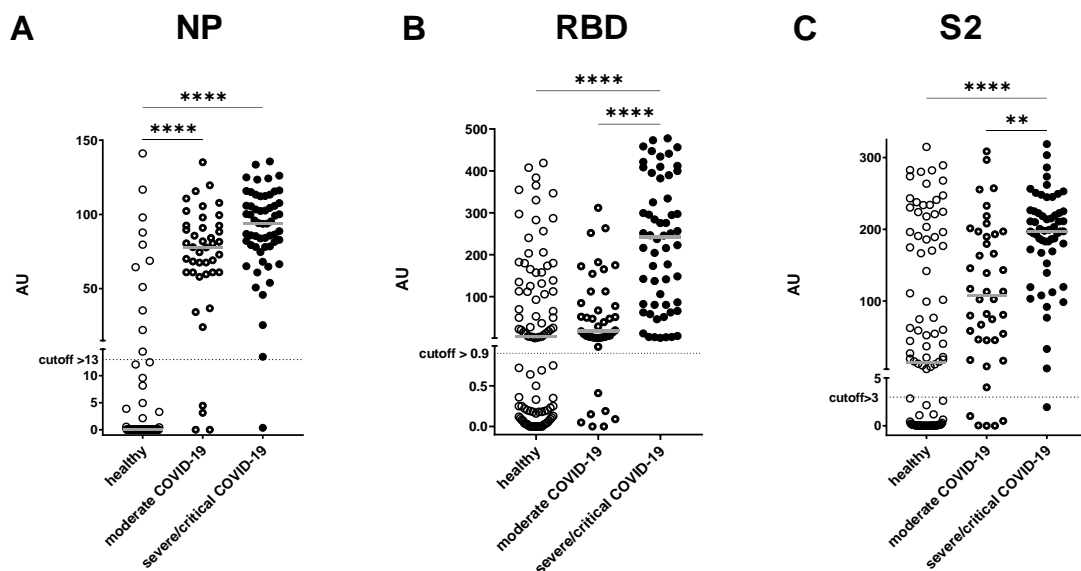 A NP
****
****
150
100
50
AU
cutoff >13
10
5
0
healthy
moderate COVID-19
severe/critical COVID-19
B RBD
****
****
500
400
300
200
100
AU
cutoff > 0.9
0.5
0.0
healthy
moderate COVID-19
severe/critical COVID-19
C S2
****
**
300
200
100
AU
5
cutoff>3
0
healthy
moderate COVID-19
severe/critical COVID-19